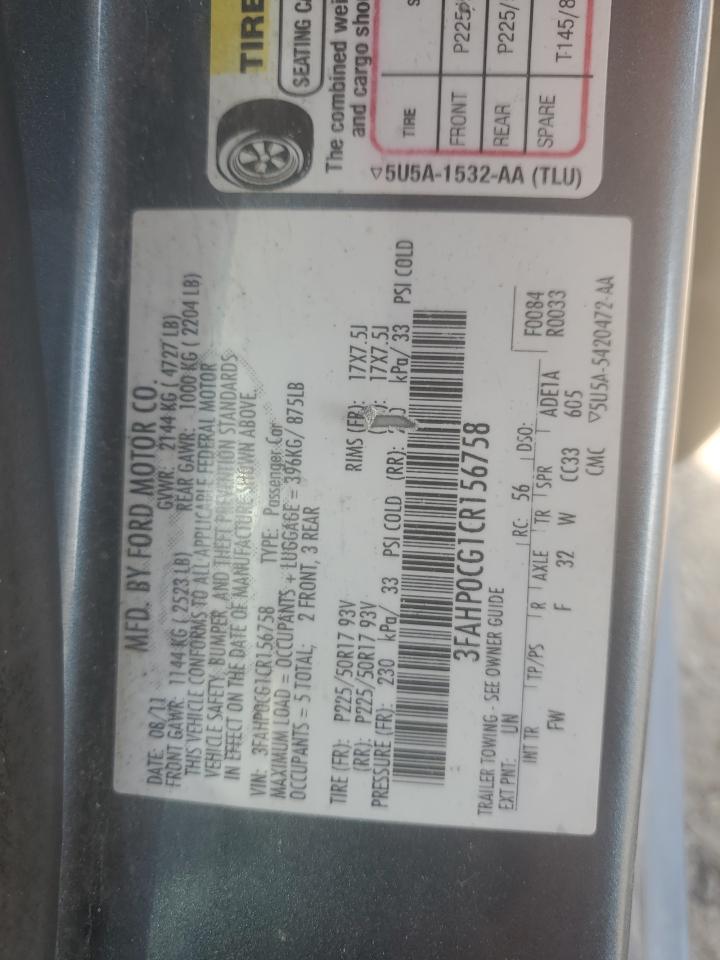 TIRE
SEATING CA
The combined wei
and cargo shou
TIRE S
FRONT P225/
REAR P225/
SPARE T145/8
▽5U5A-1532-AA (TLU)
MFD. BY FORD MOTOR CO.
DATE: 08/11 GVWR: 2144 KG ( 4727 LB)
FRONT GAWR: 1144 KG ( 2523 LB) REAR GAWR: 1000 KG ( 2204 LB)
THIS VEHICLE CONFORMS TO ALL APPLICABLE FEDERAL MOTOR
VEHICLE SAFETY, BUMPER, AND THEFT PREVENTION STANDARDS
IN EFFECT ON THE DATE OF MANUFACTURE SHOWN ABOVE.
VIN: 3FAHP0CG1CR156758 TYPE: Passenger Car
MAXIMUM LOAD = OCCUPANTS + LUGGAGE = 396KG/ 875LB
OCCUPANTS = 5 TOTAL; 2 FRONT, 3 REAR
TIRE (FR): P225/50R17 93V RIMS (FR): 17X7.5J
(RR): P225/50R17 93V 17X7.5J
PRESSURE (FR): 230 kPa/ 33 PSI COLD (RR): kPa/ 33 PSI COLD
3FAHP0CG1CR156758
TRAILER TOWING - SEE OWNER GUIDE
EXT PNT: UN RC: 56 DSO: F0084
R0033
INT TR TP/PS R AXLE TR SPR ADE1A
FW F 32 W CC33 605
CMC ▽5U5A-5420472-AA